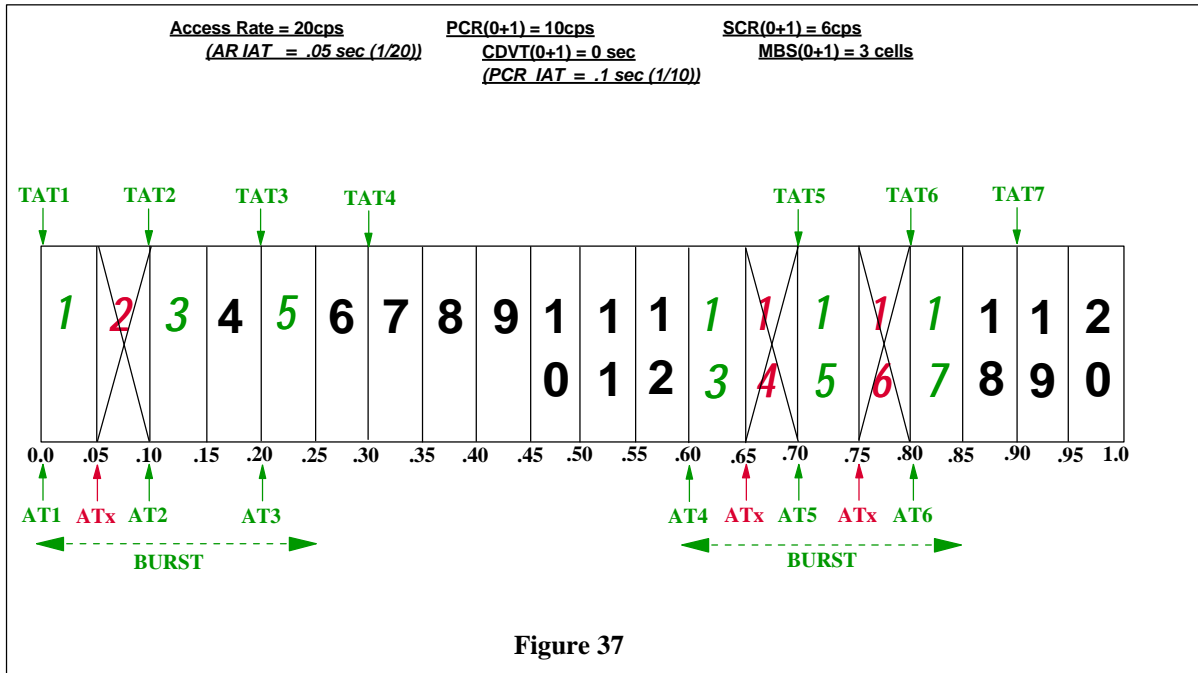 Access Rate = 20cps PCR(0+1) = 10cps SCR(0+1) = 6cps
(AR IAT = .05 sec (1/20)) CDVT(0+1) = 0 sec MBS(0+1) = 3 cells
(PCR IAT = .1 sec (1/10))
TAT1 TAT2 TAT3 TAT4 TAT5 TAT6 TAT7
1 2 3 4 5 6 7 8 9 1 1 1 1 1 1 1 1 1 1 2
0 1 2 3 4 5 6 7 8 9 0
0.0 .05 .10 .15 .20 .25 .30 .35 .40 .45 .50 .55 .60 .65 .70 .75 .80 .85 .90 .95 1.0
AT1 ATx AT2 AT3 AT4 ATx AT5 ATx AT6
BURST BURST
Figure 37